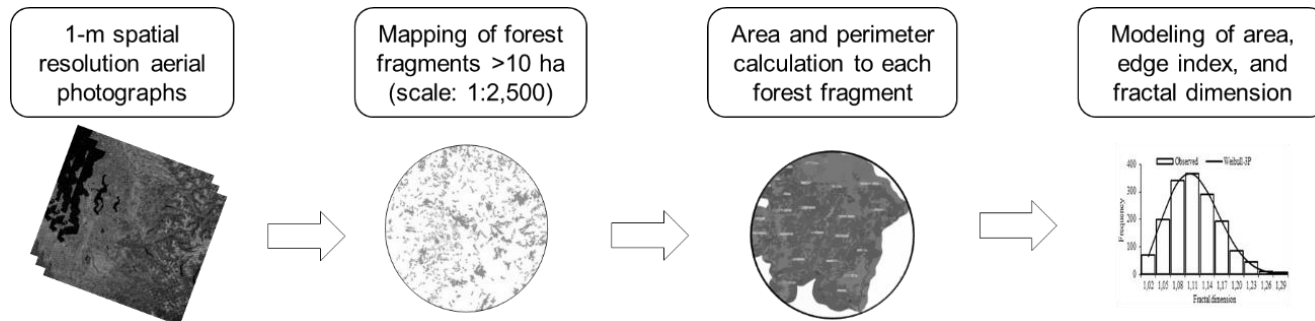 1-m spatial
resolution aerial
photographs
Mapping of forest
fragments >10 ha
(scale: 1:2,500)
Area and perimeter
calculation to each
forest fragment
Modeling of area,
edge index, and
fractal dimension
Observed
Weibull-3P
Frequency
400
300
200
100
0
1,02 1,05 1,08 1,11 1,14 1,17 1,20 1,23 1,26 1,29
Fractal dimension